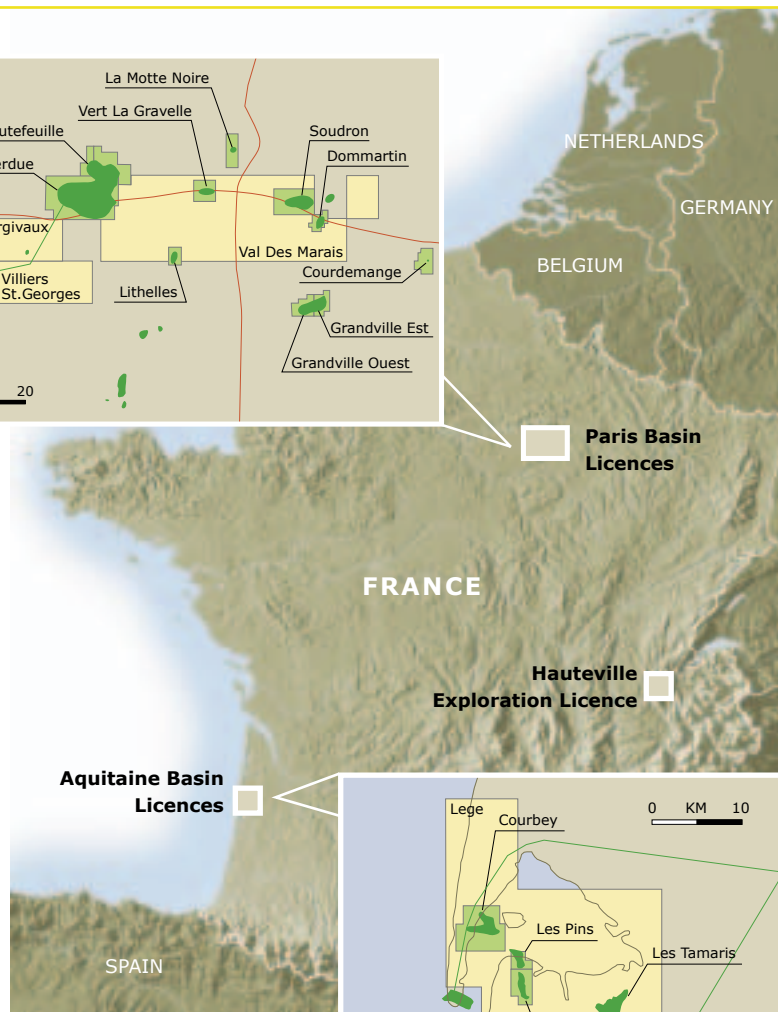 La Motte Noire
Vert La Gravelle
Soudron
Dommartin
Val Des Marais
Courdemange
Villiers
St.Georges
Lithelles
Grandville Est
Grandville Ouest
20
NETHERLANDS
GERMANY
BELGIUM
Paris Basin
Licences
FRANCE
Hauteville
Exploration Licence
Aquitaine Basin
Licences
SPAIN
Lege
Courbey
0 KM 10
Les Pins
Les Tamaris